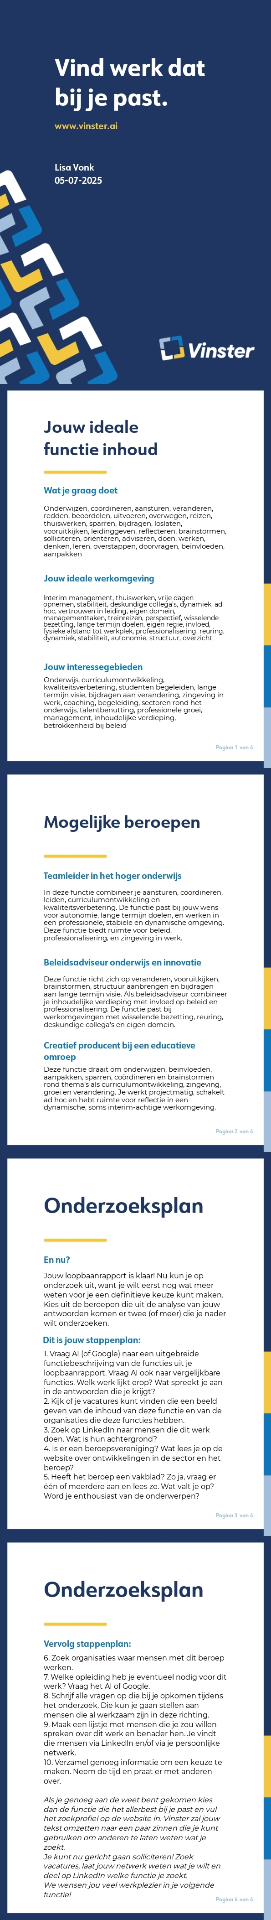 Vind werk dat
bij je past.
www.vinster.ai
Lisa Vonk
05-07-2025
Vinster
Jouw ideale
functie inhoud
Wat je graag doet
Onderwijzen, coördineren, aansturen, veranderen,
redden, beoordelen, uitvoeren, overwegen, reizen,
thuiswerken, sparren, bijdragen, loslaten,
vooruitkijken, leidinggeven, reflecteren, brainstormen,
solliciteren, oriënteren, adviseren, doen, werken,
denken, leren, overstappen, doorvragen, beinvloeden,
aanpakken
Jouw ideale werkomgeving
Interim management, thuiswerken, vrije dagen
opnemen, stabiliteit, deskundige collega's, dynamiek, ad
hoc, vertrouwen in leiding, eigen domein,
managementtaken, treinreizen, perspectief, wisselende
bezetting, lange termijn doelen, eigen regie, invloed,
fysieke afstand tot werkplek, professionalisering, reuring,
dynamiek, stabiliteit, autonomie, structuur, overzicht
Jouw interessegebieden
Onderwijs, curriculumontwikkeling,
kwaliteitsverbetering, studenten begeleiden, lange
termijn visie, bijdragen aan verandering, zingeving in
werk, coaching, begeleiding, sectoren rond het
onderwijs, talentbenutting, professionele groei,
management, inhoudelijke verdieping,
betrokkenheid bij beleid
Pagina 1 van 4
Mogelijke beroepen
Teamleider in het hoger onderwijs
In deze functie combineer je aansturen, coördineren,
leiden, curriculumontwikkeling en
kwaliteitsverbetering. De functie past bij jouw wens
voor autonomie, lange termijn doelen, en werken in
een professionele, stabiele en dynamische omgeving.
Deze functie biedt ruimte voor beleid,
professionalisering, en zingeving in werk.
Beleidsadviseur onderwijs en innovatie
Deze functie richt zich op veranderen, vooruitkijken,
brainstormen, structuur aanbrengen en bijdragen
aan lange termijn visie. Als beleidsadviseur combineer
je inhoudelijke verdieping met invloed op beleid en
professionalisering. De functie past bij
werkomgevingen met wisselende bezetting, reuring,
deskundige collega's en eigen domein.
Creatief producent bij een educatieve
omroep
Deze functie draait om onderwijzen, beinvloeden,
aanpakken, sparren, coördineren en brainstormen
rond thema's als curriculumontwikkeling, zingeving,
groei en verandering. Je werkt projectmatig, schakelt
ad hoc en hebt ruimte voor reflectie in een
dynamische, soms interim-achtige werkomgeving.
Pagina 2 van 4
Onderzoeksplan
En nu?
Jouw loopbaanrapport is klaar! Nu kun je op
onderzoek uit, want je wilt eerst nog wat meer
weten voor je een definitieve keuze kunt maken.
Kies uit de beroepen die uit de analyse van jouw
antwoorden komen er twee (of meer) die je nader
wilt onderzoeken.
Dit is jouw stappenplan:
1. Vraag AI (of Google) naar een uitgebreide
functiebeschrijving van de functies uit je
loopbaanrapport. Vraag AI ook naar vergelijkbare
functies. Welk werk lijkt erop? Wat spreekt je aan
in de antwoorden die je krijgt?
2. Kijk of je vacatures kunt vinden die een beeld
geven van de inhoud van deze functie en van de
organisaties die deze functies hebben.
3. Zoek op LinkedIn naar mensen die dit werk
doen. Wat is hun achtergrond?
4. Is er een beroepsvereniging? Wat lees je op de
website over ontwikkelingen in de sector en het
beroep?
5. Heeft het beroep een vakblad? Zo ja, vraag er
één of meerdere aan en lees ze. Wat valt je op?
Word je enthousiast van de onderwerpen?
Pagina 3 van 4
Onderzoeksplan
Vervolg stappenplan:
6. Zoek organisaties waar mensen met dit beroep
werken.
7. Welke opleiding heb je eventueel nodig voor dit
werk? Vraag het AI of Google.
8. Schrijf alle vragen op die bij je opkomen tijdens
het onderzoek. Die kun je gaan stellen aan
mensen die al werkzaam zijn in deze richting.
9. Maak een lijstje met mensen die je zou willen
spreken over dit werk en benader hen. Je vindt
die mensen via LinkedIn en/of via je persoonlijke
netwerk.
10. Verzamel genoeg informatie om een keuze te
maken. Neem de tijd en praat er met anderen
over.
Als je genoeg aan de weet bent gekomen kies
dan de functie die het allerbest bij je past en vul
het zoekprofiel op de website in. Vinster zal jouw
tekst omzetten naar een paar zinnen die je kunt
gebruiken om anderen te laten weten wat je
zoekt.
Je kunt nu gericht gaan solliciteren! Zoek
vacatures, laat jouw netwerk weten wat je wilt en
deel op LinkedIn welke functie je zoekt.
We wensen jou veel werkplezier in je volgende
functie!
Pagina 4 van 4